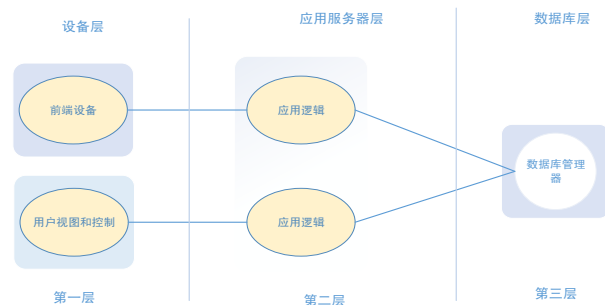 设备层
应用服务器层
数据库层
前端设备
应用逻辑
数据库管理
器
用户视图和控制
应用逻辑
第一层
第二层
第三层